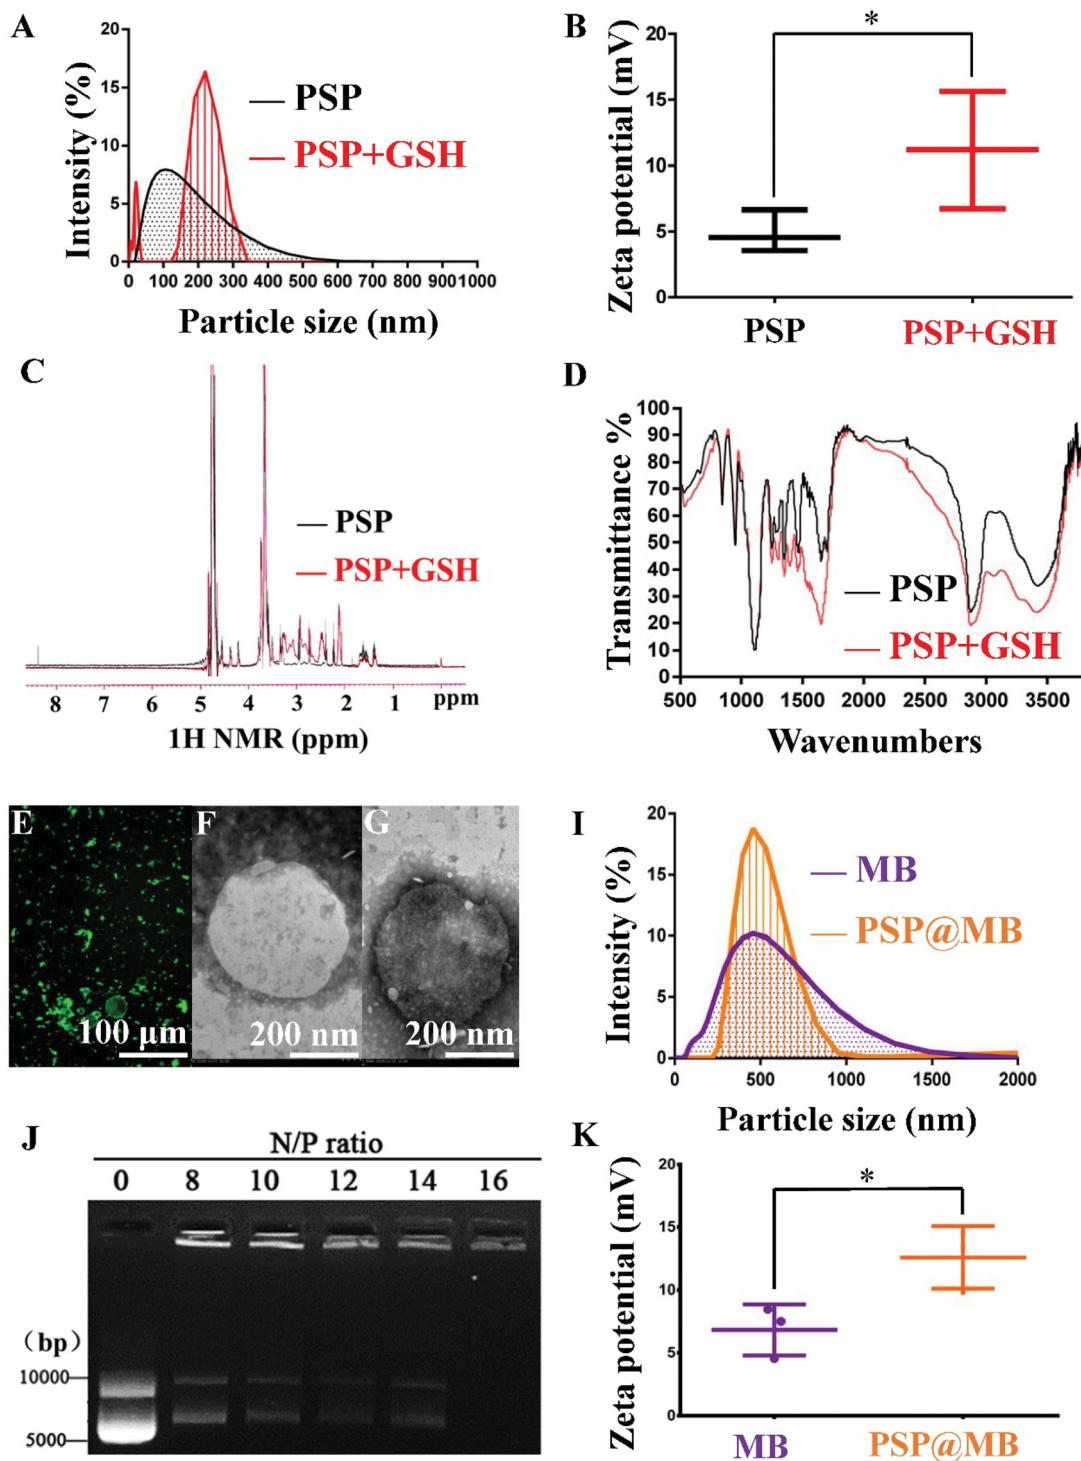 A
20
15
10
5
0
Intensity (%)
PSP
PSP+GSH
0 100 200 300 400 500 600 700 800 900 1000
Particle size (nm)
B
20
15
10
5
0
Zeta potential (mV)
*
PSP
PSP+GSH
C
PSP
PSP+GSH
8 7 6 5 4 3 2 1 ppm
1H NMR (ppm)
D
100
90
80
70
60
50
40
30
20
10
0
Transmittance %
PSP
PSP+GSH
500 1000 1500 2000 2500 3000 3500
Wavenumbers
E
100 μm
F
200 nm
G
200 nm
I
20
15
10
5
0
Intensity (%)
MB
PSP@MB
0 500 1000 1500 2000
Particle size (nm)
J
N/P ratio
0 8 10 12 14 16
(bp)
10000
5000
K
20
15
10
5
0
Zeta potential (mV)
*
MB
PSP@MB